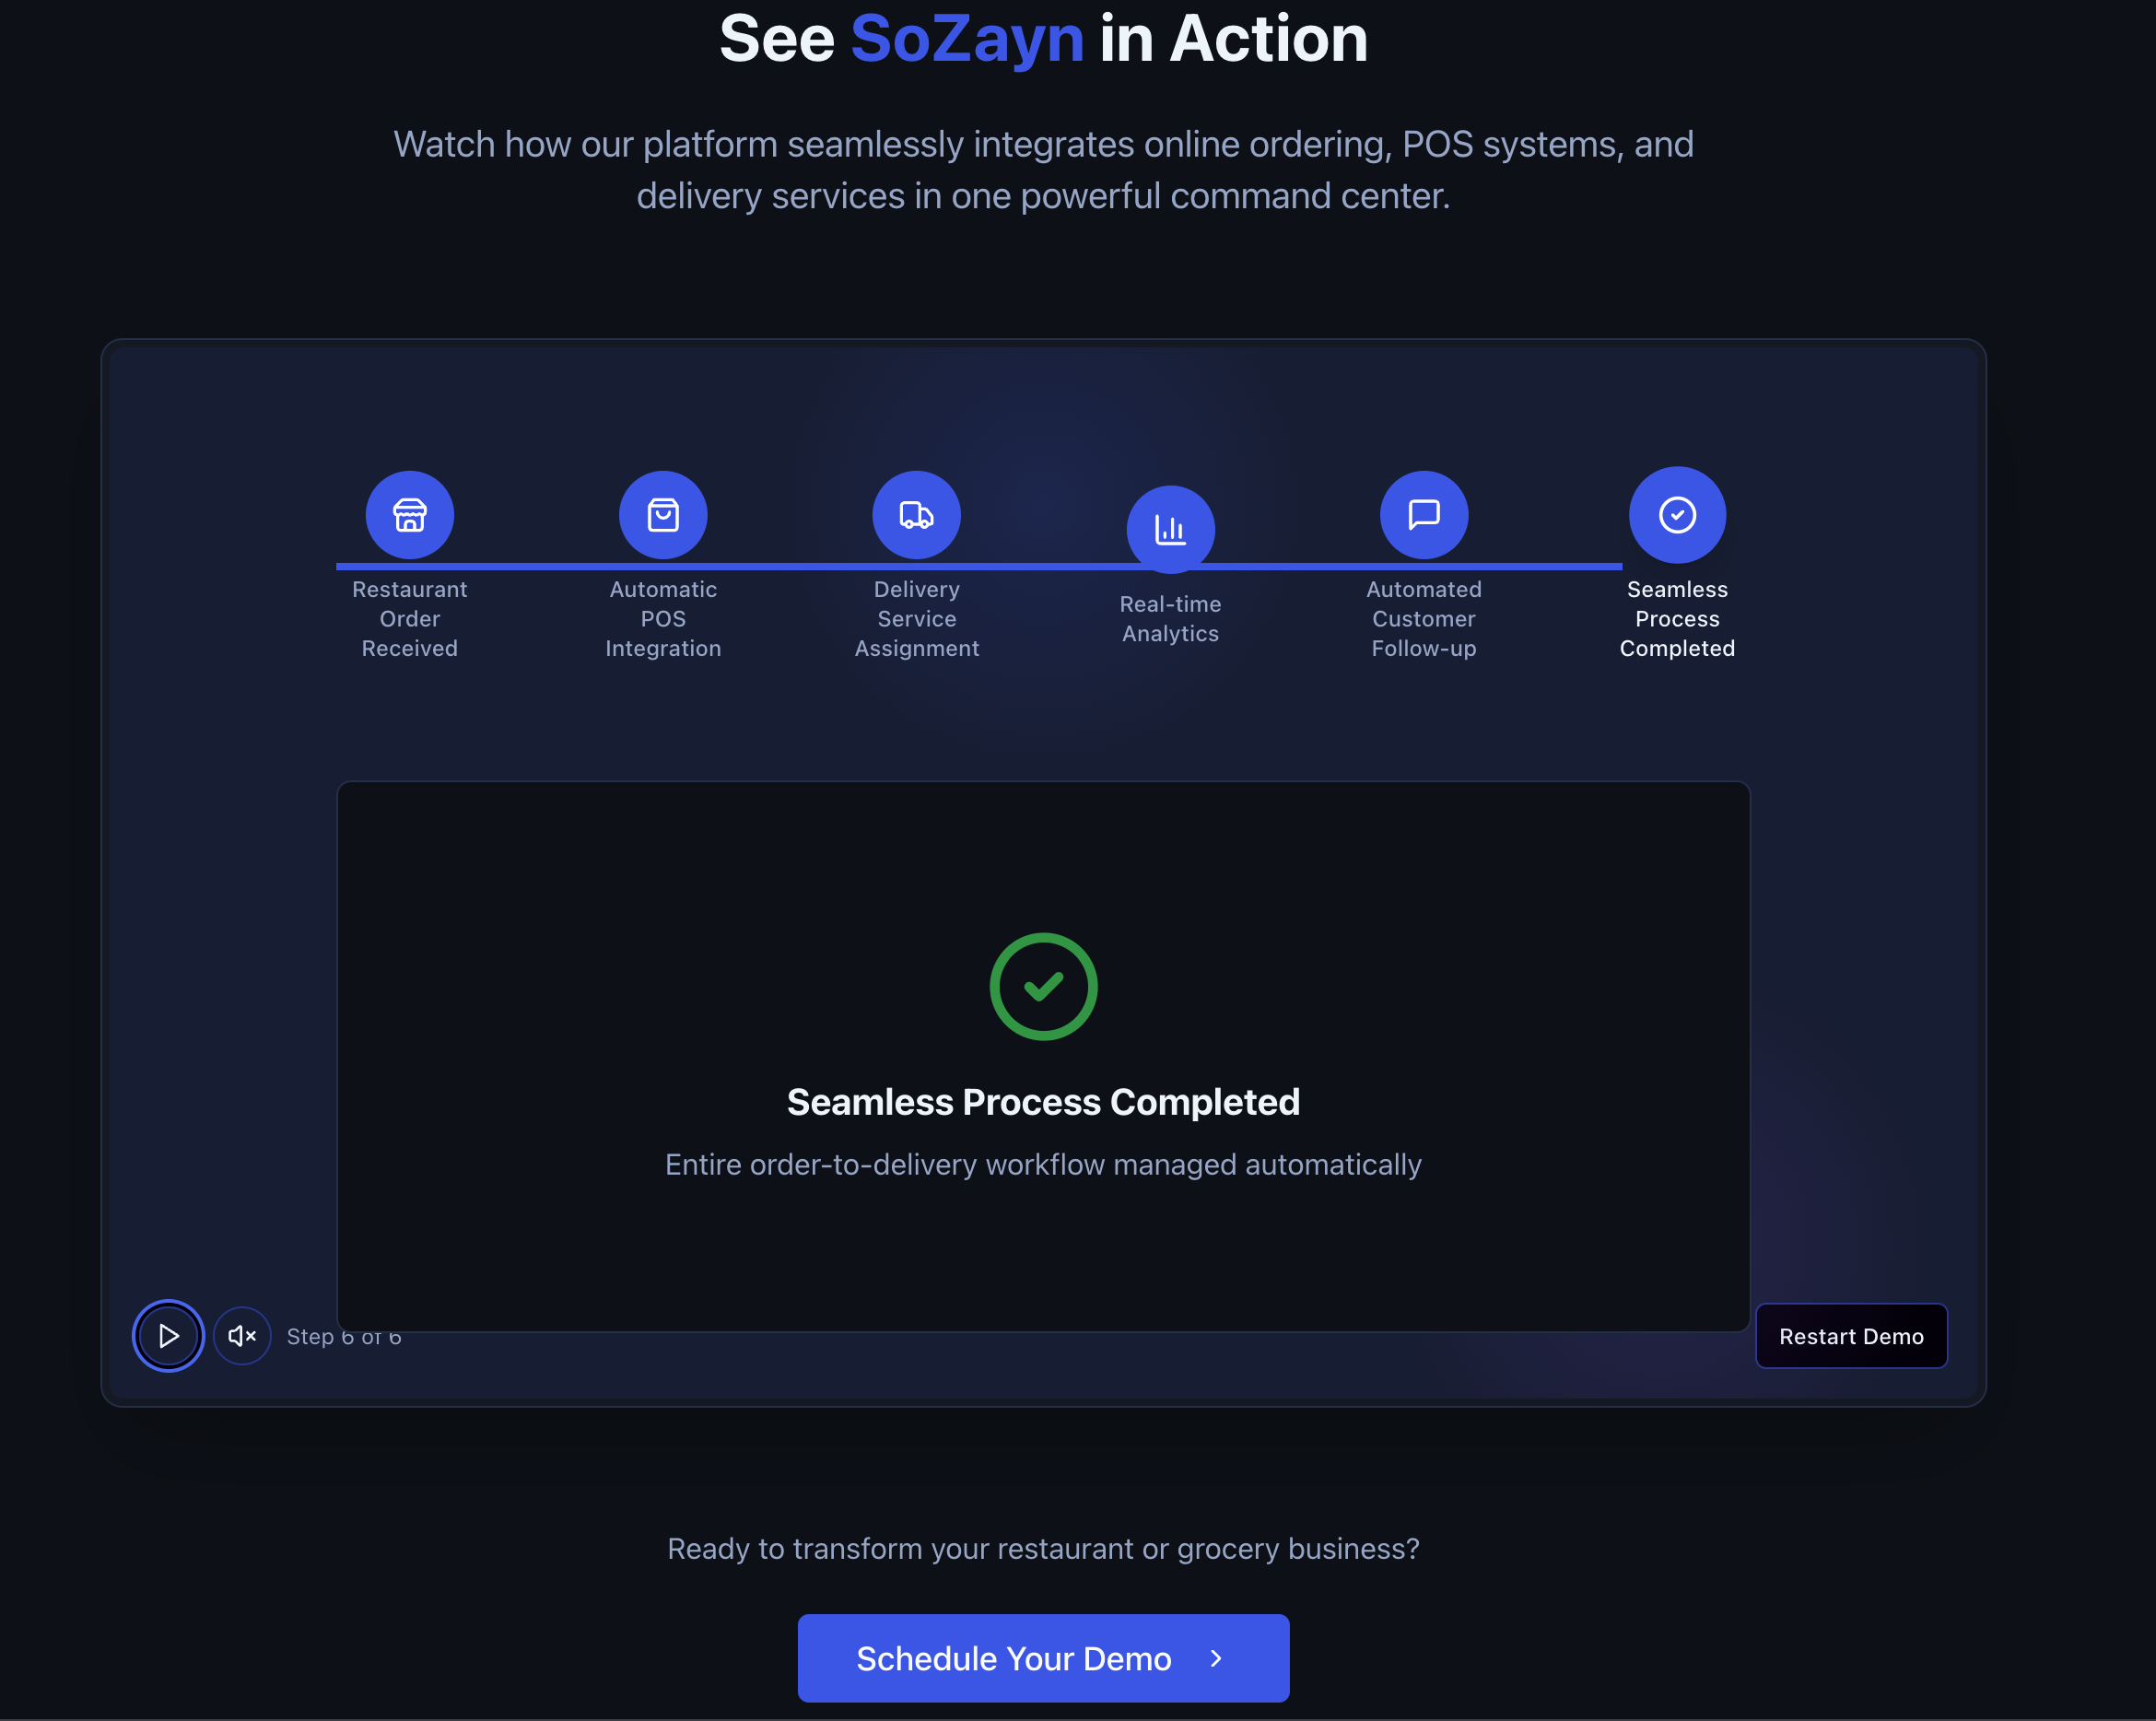 See SoZayn in Action
Watch how our platform seamlessly integrates online ordering, POS systems, and
delivery services in one powerful command center.
Restaurant
Order
Received
Automatic
POS
Integration
Delivery
Service
Assignment
Real-time
Analytics
Automated
Customer
Follow-up
Seamless
Process
Completed
Seamless Process Completed
Entire order-to-delivery workflow managed automatically
Step 6 of 6
Restart Demo
Ready to transform your restaurant or grocery business?
Schedule Your Demo